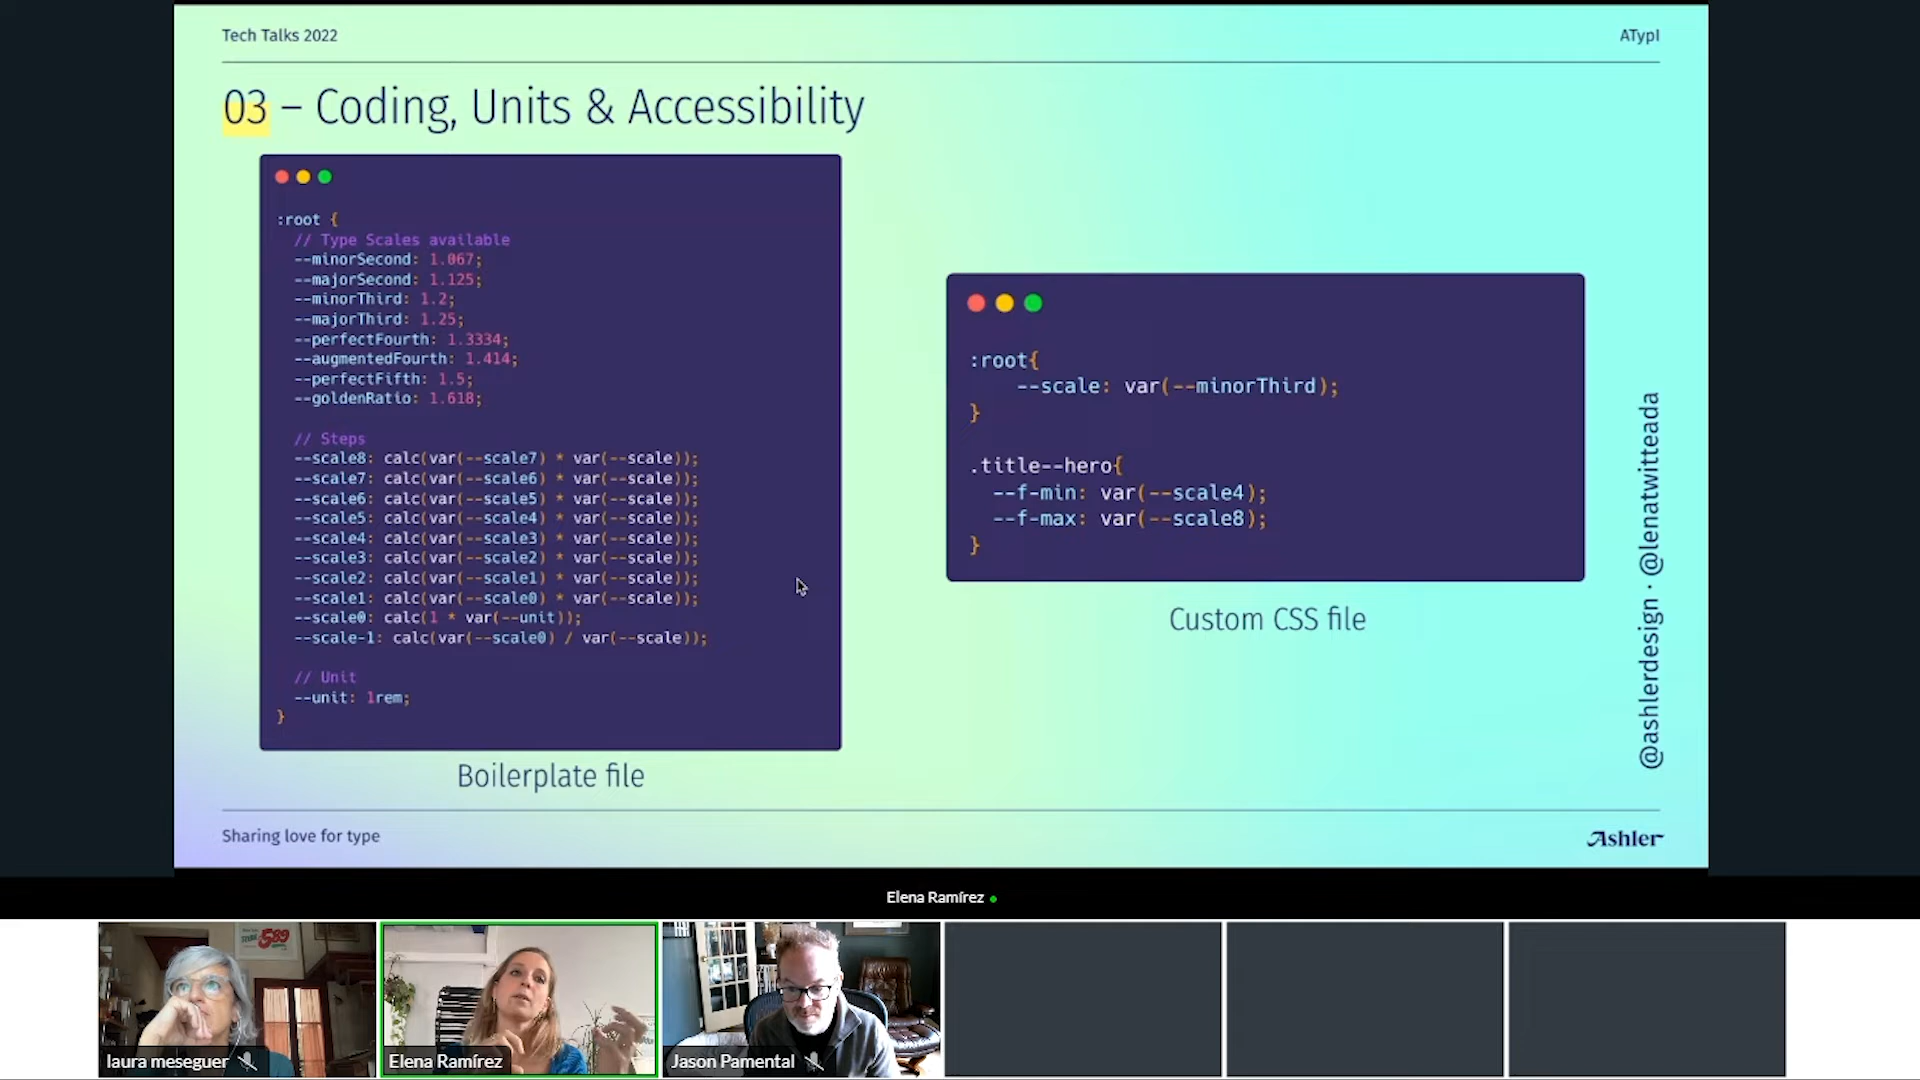 Tech Talks 2022
ATypI
03 – Coding, Units & Accessibility
:root {
// Type Scales available
--minorSecond: 1.067;
--majorSecond: 1.125;
--minorThird: 1.2;
--majorThird: 1.25;
--perfectFourth: 1.3334;
--augmentedFourth: 1.414;
--perfectFifth: 1.5;
--goldenRatio: 1.618;
// Steps
--scale8: calc(var(--scale7) * var(--scale));
--scale7: calc(var(--scale6) * var(--scale));
--scale6: calc(var(--scale5) * var(--scale));
--scale5: calc(var(--scale4) * var(--scale));
--scale4: calc(var(--scale3) * var(--scale));
--scale3: calc(var(--scale2) * var(--scale));
--scale2: calc(var(--scale1) * var(--scale));
--scale1: calc(var(--scale0) * var(--scale));
--scale0: calc(1 * var(--unit));
--scale-1: calc(var(--scale0) / var(--scale));
// Unit
--unit: 1rem;
}
Boilerplate file
:root{
--scale: var(--minorThird);
}
.title--hero{
--f-min: var(--scale4);
--f-max: var(--scale8);
}
Custom CSS file
@ashlerdesign · @lenatwitteada
Sharing love for type
Ashler
Elena Ramírez
laura meseguer
Elena Ramírez
Jason Pamental